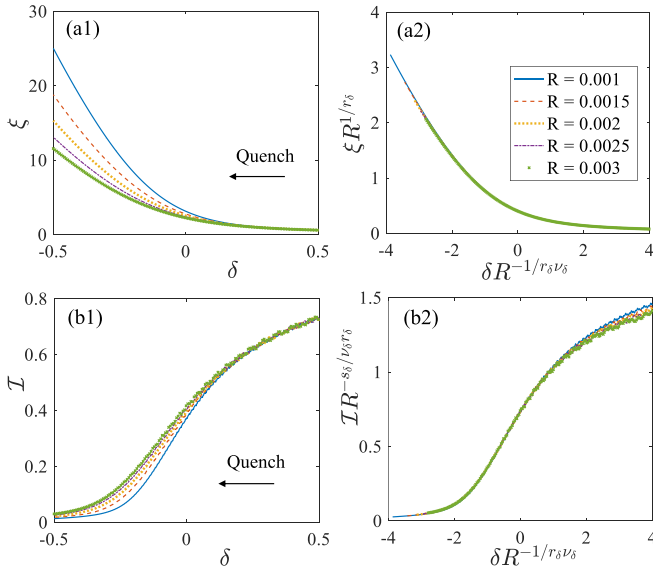 (a1)
30
20
10
0
ξ
Quench
-0.5
0
0.5
δ
(a2)
4
3
2
1
0
ξR^{1/r_δ}
R = 0.001
R = 0.0015
R = 0.002
R = 0.0025
R = 0.003
-4
-2
0
2
4
δR^{-1/r_δν_δ}
(b1)
0.8
0.6
0.4
0.2
0
ℐ
Quench
-0.5
0
0.5
δ
(b2)
1.5
1
0.5
0
ℐR^{-s_δ/ν_δr_δ}
-4
-2
0
2
4
δR^{-1/r_δν_δ}